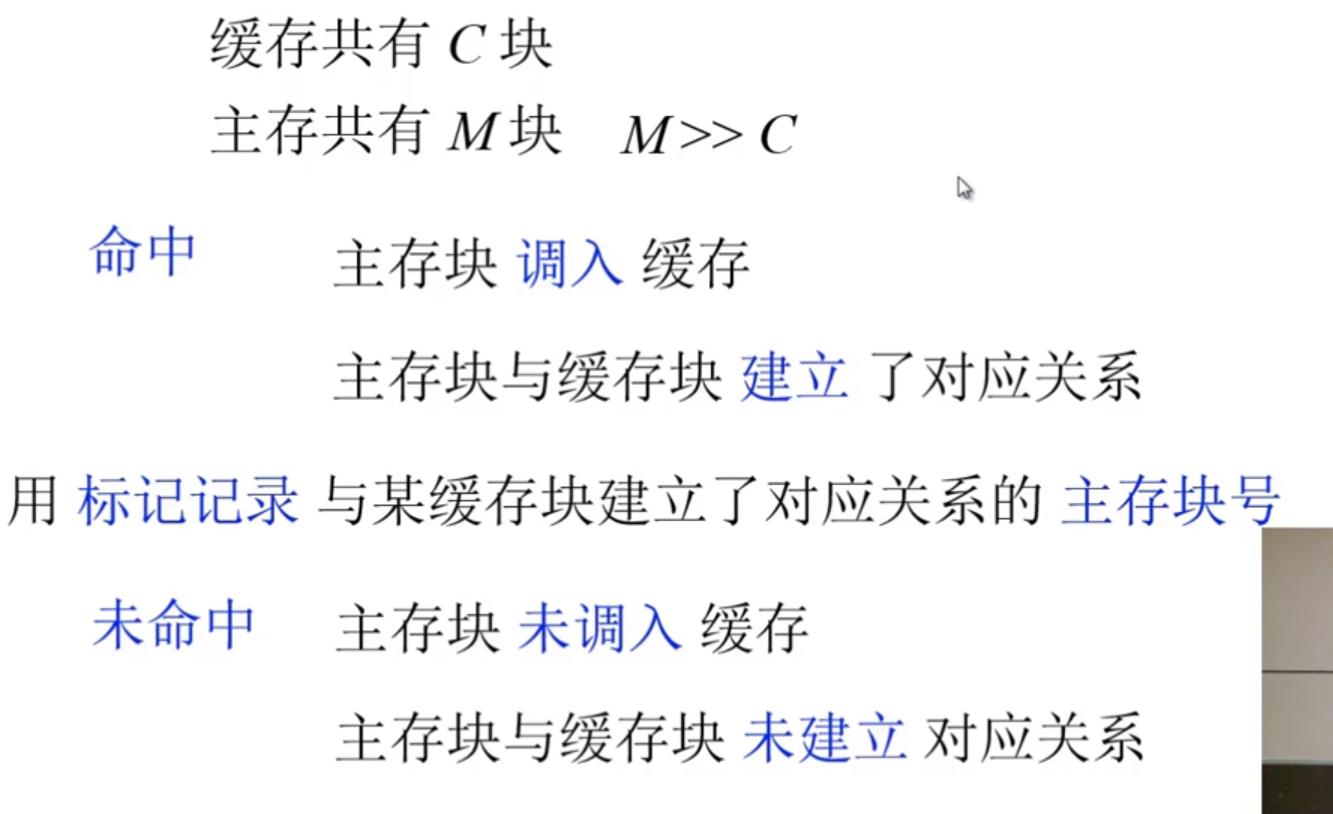 缓存共有 C 块
主存共有 M 块 M >> C
命中 主存块 调入 缓存
主存块与缓存块 建立 了对应关系
用 标记记录 与某缓存块建立了对应关系的 主存块号
未命中 主存块 未调入 缓存
主存块与缓存块 未建立 对应关系